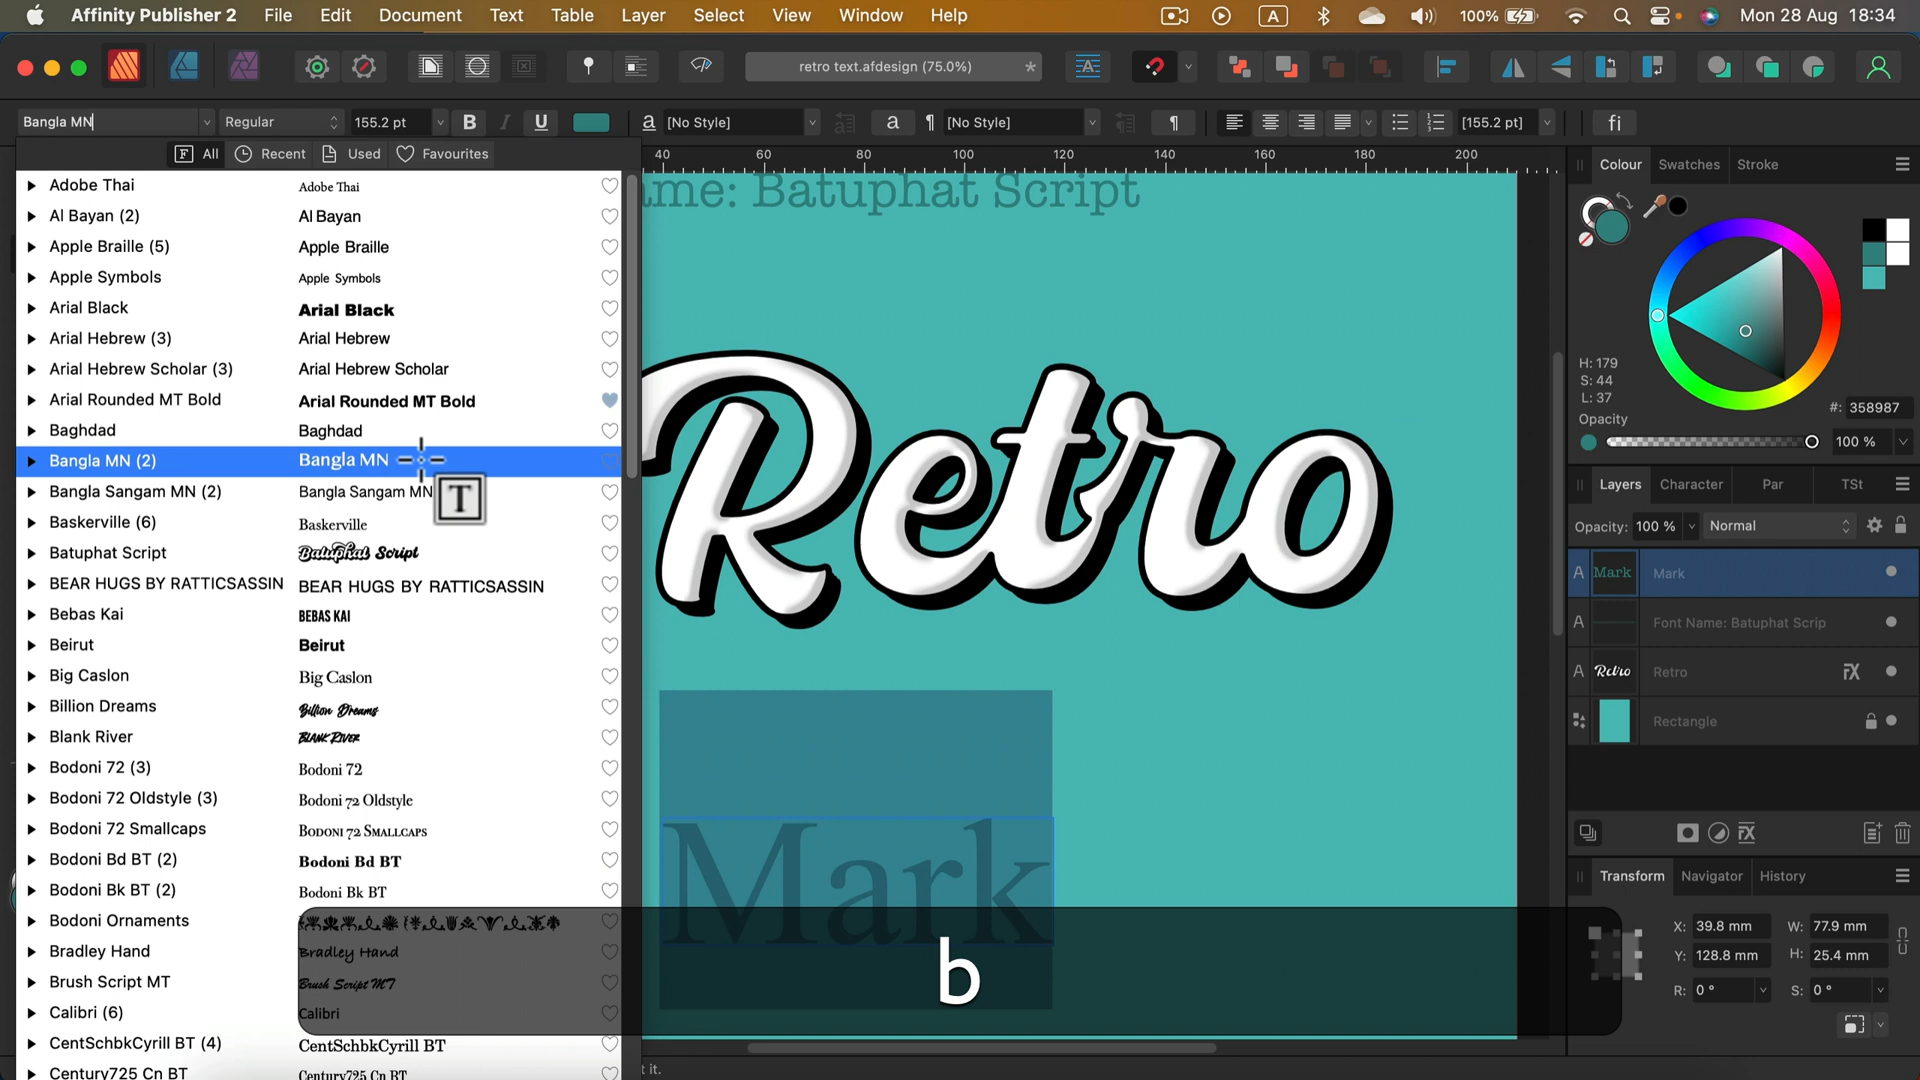 Affinity Publisher 2 File Edit Document Text Table Layer Select View Window Help A 100% Mon 28 Aug 18:34
retro text.afdesign (75.0%) *
Bangla MN Regular 155.2 pt B I U a [No Style] a ¶ [No Style] ¶ [155.2 pt] fi
All Recent Used Favourites
40 60 80 100 120 140 160 180 200
Adobe Thai Adobe Thai
Al Bayan (2) Al Bayan
Apple Braille (5) Apple Braille
Apple Symbols Apple Symbols
Arial Black Arial Black
Arial Hebrew (3) Arial Hebrew
Arial Hebrew Scholar (3) Arial Hebrew Scholar
Arial Rounded MT Bold Arial Rounded MT Bold
Baghdad Baghdad
Bangla MN (2) Bangla MN
Bangla Sangam MN (2) Bangla Sangam MN
T
Baskerville (6) Baskerville
Batuphat Script Batuphat Script
BEAR HUGS BY RATTICSASSIN BEAR HUGS BY RATTICSASSIN
Bebas Kai BEBAS KAI
Beirut Beirut
Big Caslon Big Caslon
Billion Dreams Billion Dreams
Blank River BLANK RIVER
Bodoni 72 (3) Bodoni 72
Bodoni 72 Oldstyle (3) Bodoni 72 Oldstyle
Bodoni 72 Smallcaps Bodoni 72 Smallcaps
Bodoni Bd BT (2) Bodoni Bd BT
Bodoni Bk BT (2) Bodoni Bk BT
Bodoni Ornaments
Bradley Hand Bradley Hand
Brush Script MT Brush Script MT
Calibri (6) Calibri
CentSchbkCyrill BT (4) CentSchbkCyrill BT
Century725 Cn BT Century725 Cn BT
me: Batuphat Script
Retro
Mark
b
t it.
Colour Swatches Stroke
H: 179
S: 44
L: 37
#: 358987
Opacity
100 %
Layers Character Par TSt
Opacity: 100 % Normal
A Mark Mark
A Font Name: Batuphat Scrip
A Retro Retro FX
Rectangle
FX
Transform Navigator History
X: 39.8 mm W: 77.9 mm
Y: 128.8 mm H: 25.4 mm
R: 0 ° S: 0 °